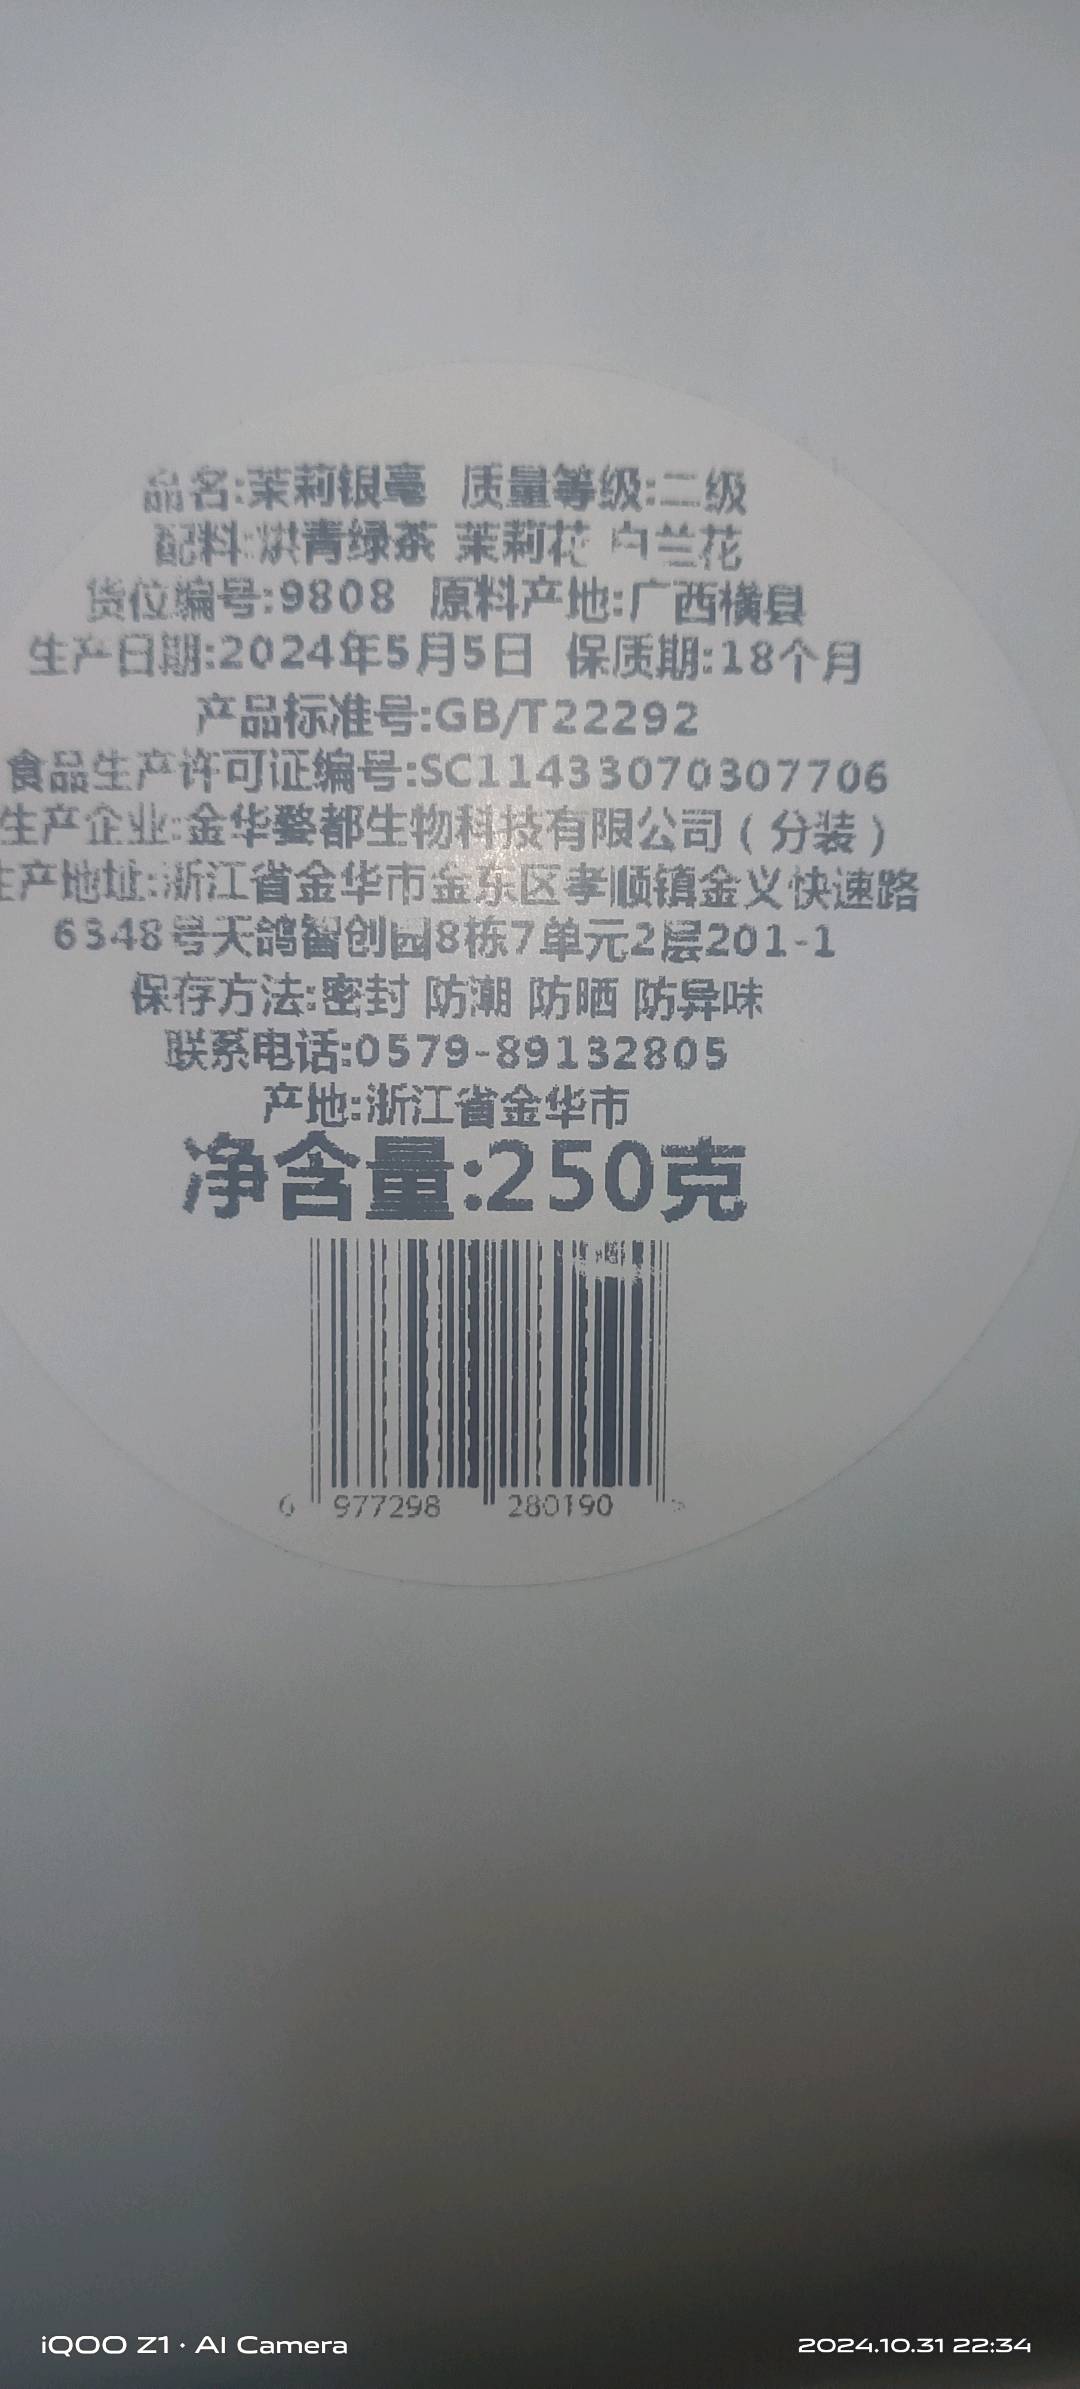 品名:茉莉银毫 质量等级:二级
配料:烘青绿茶 茉莉花 白兰花
货位编号:9808 原料产地:广西横县
生产日期:2024年5月5日 保质期:18个月
产品标准号:GB/T22292
食品生产许可证编号:SC11433070307706
生产企业:金华婺都生物科技有限公司(分装)
生产地址:浙江省金华市金东区孝顺镇金义快速路
6348号天鸽智创园8栋7单元2层201-1
保存方法:密封 防潮 防晒 防异味
联系电话:0579-89132805
产地:浙江省金华市
净含量:250克
6 977298 280190
iQOO Z1 · AI Camera
2024.10.31 22:34